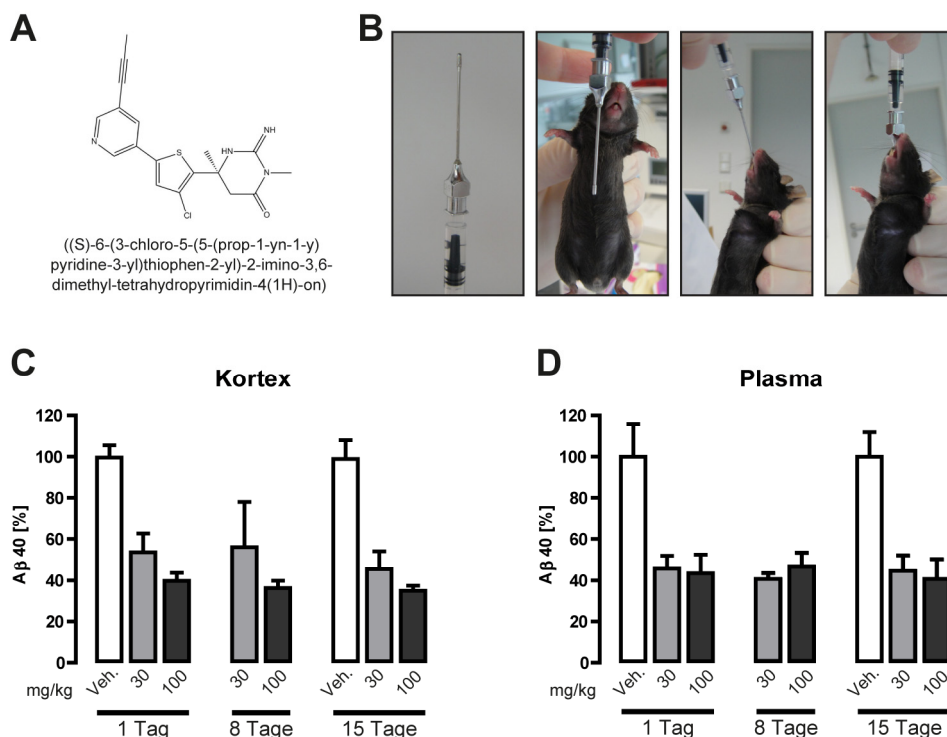 A
B
N
S
Cl
HN
NH
N
O
((S)-6-(3-chloro-5-(5-(prop-1-yn-1-y)
pyridine-3-yl)thiophen-2-yl)-2-imino-3,6-
dimethyl-tetrahydropyrimidin-4(1H)-on)
C
Kortex
Aβ 40 [%]
120
100
80
60
40
20
0
mg/kg
Veh.
30
100
30
100
Veh.
30
100
1 Tag
8 Tage
15 Tage
D
Plasma
Aβ 40 [%]
120
100
80
60
40
20
0
mg/kg
Veh.
30
100
30
100
Veh.
30
100
1 Tag
8 Tage
15 Tage